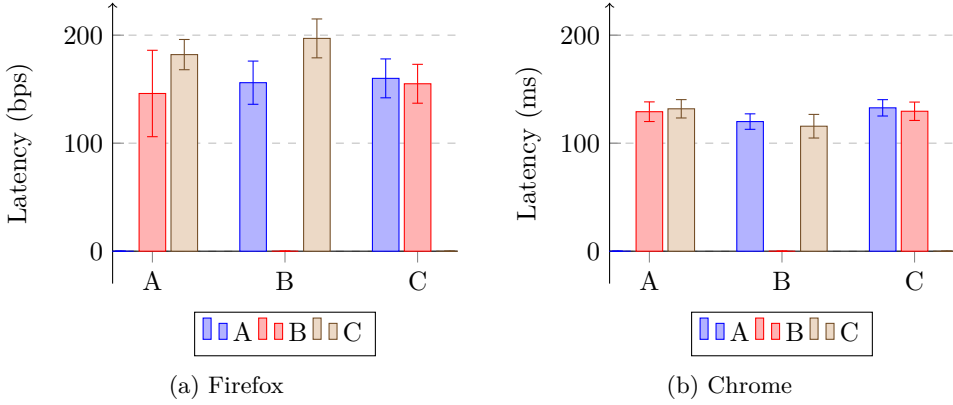 200
100
0
Latency (bps)
A B C
A B C
(a) Firefox
200
100
0
Latency (ms)
A B C
A B C
(b) Chrome